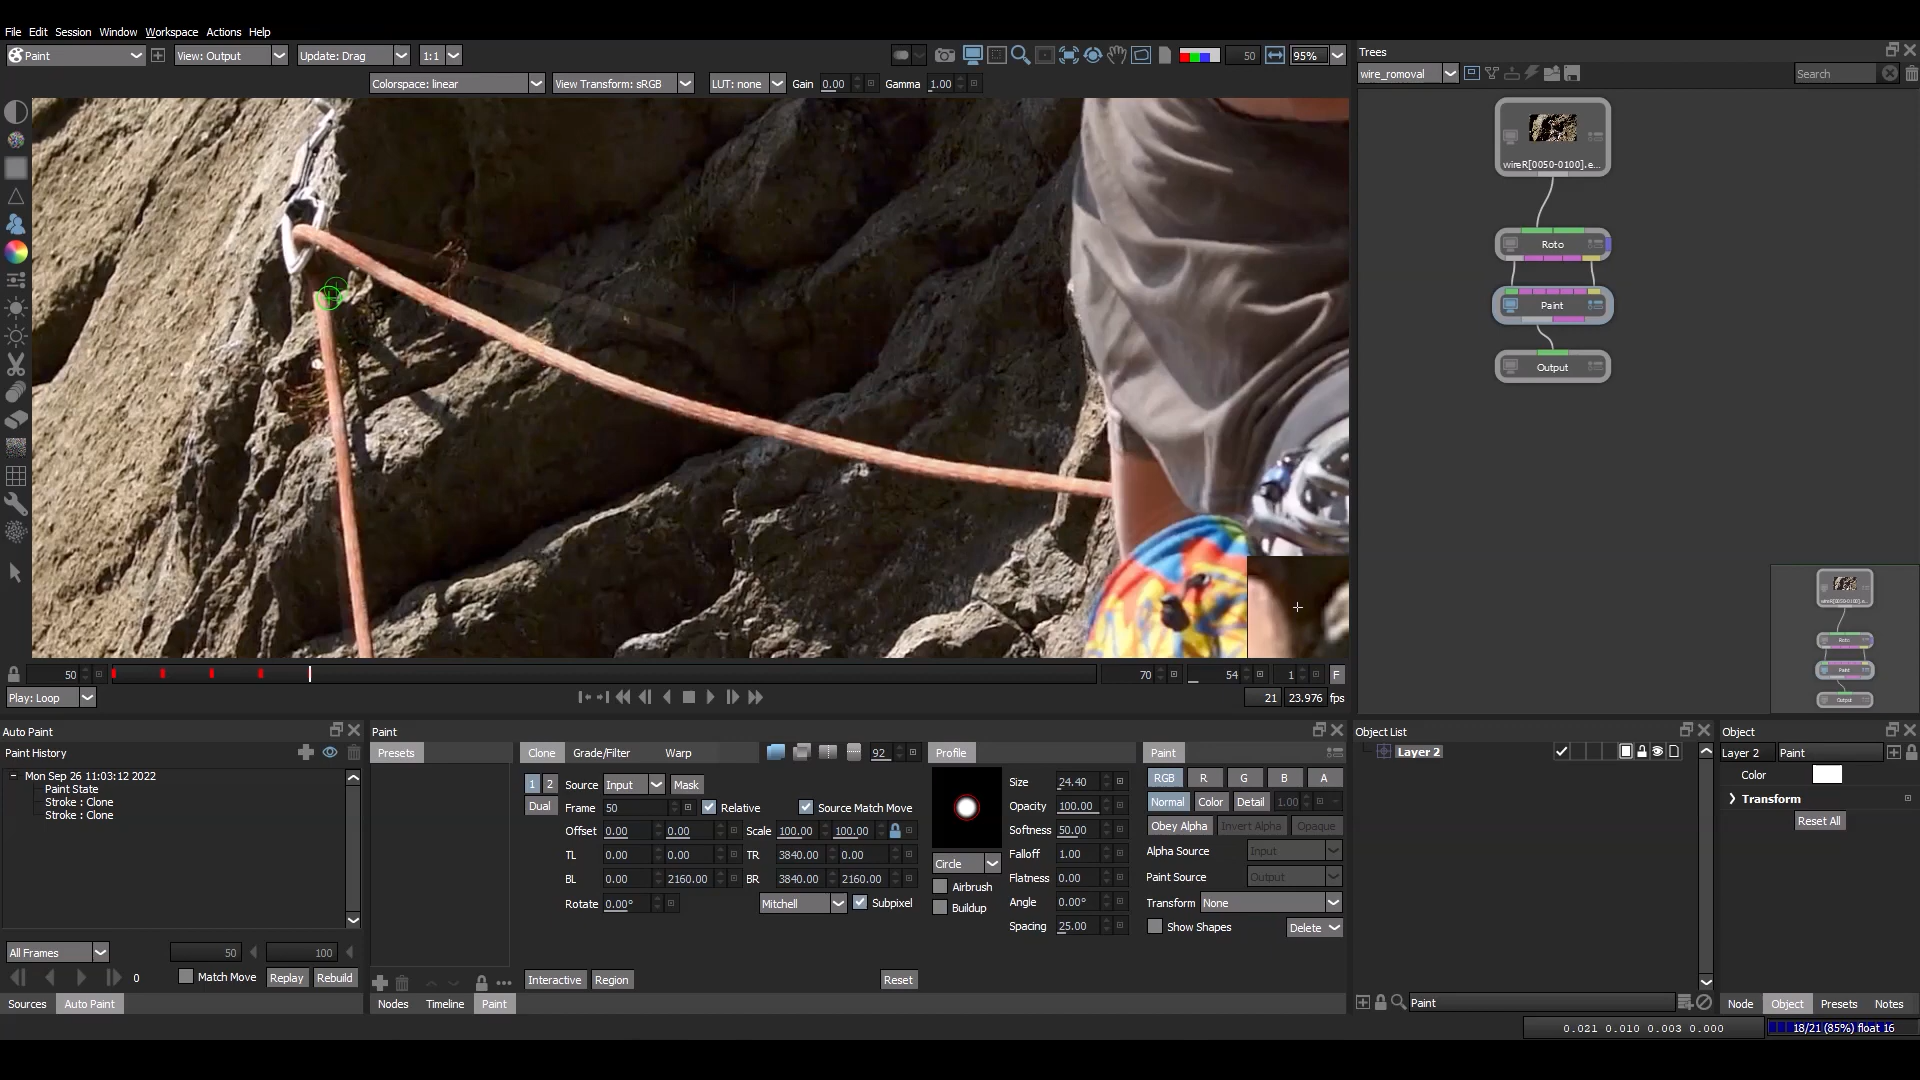 File Edit Session Window Workspace Actions Help
Paint View: Output Update: Drag 1:1 50 95%
Colorspace: linear View Transform: sRGB LUT: none Gain 0.00 Gamma 1.00
Trees
wire_romoval Search
wireR[0050-0100].e...
Roto
Paint
Output
Roto
Paint
Output
50 70 54 1 F
Play: Loop 21 23.976 fps
Auto Paint
Paint History
Mon Sep 26 11:03:12 2022
Paint State
Stroke : Clone
Stroke : Clone
All Frames 50 100
0 Match Move Replay Rebuild
Sources Auto Paint
Paint
Presets
Clone Grade/Filter Warp 92
1 2 Source Input Mask
Dual Frame 50 Relative Source Match Move
Offset 0.00 0.00 Scale 100.00 100.00
TL 0.00 0.00 TR 3840.00 0.00
BL 0.00 2160.00 BR 3840.00 2160.00
Rotate 0.00° Mitchell Subpixel
Interactive Region Reset
Nodes Timeline Paint
Profile
Circle
Airbrush
Buildup
Size 24.40
Opacity 100.00
Softness 50.00
Falloff 1.00
Flatness 0.00
Angle 0.00°
Spacing 25.00
Paint
RGB R G B A
Normal Color Detail 1.00
Obey Alpha Invert Alpha Opaque
Alpha Source Input
Paint Source Output
Transform None
Show Shapes Delete
Object List
Layer 2
Paint
Object
Layer 2 Paint
Color
Transform
Reset All
Node Object Presets Notes
0.021 0.010 0.003 0.000 18/21 (85%) float 16